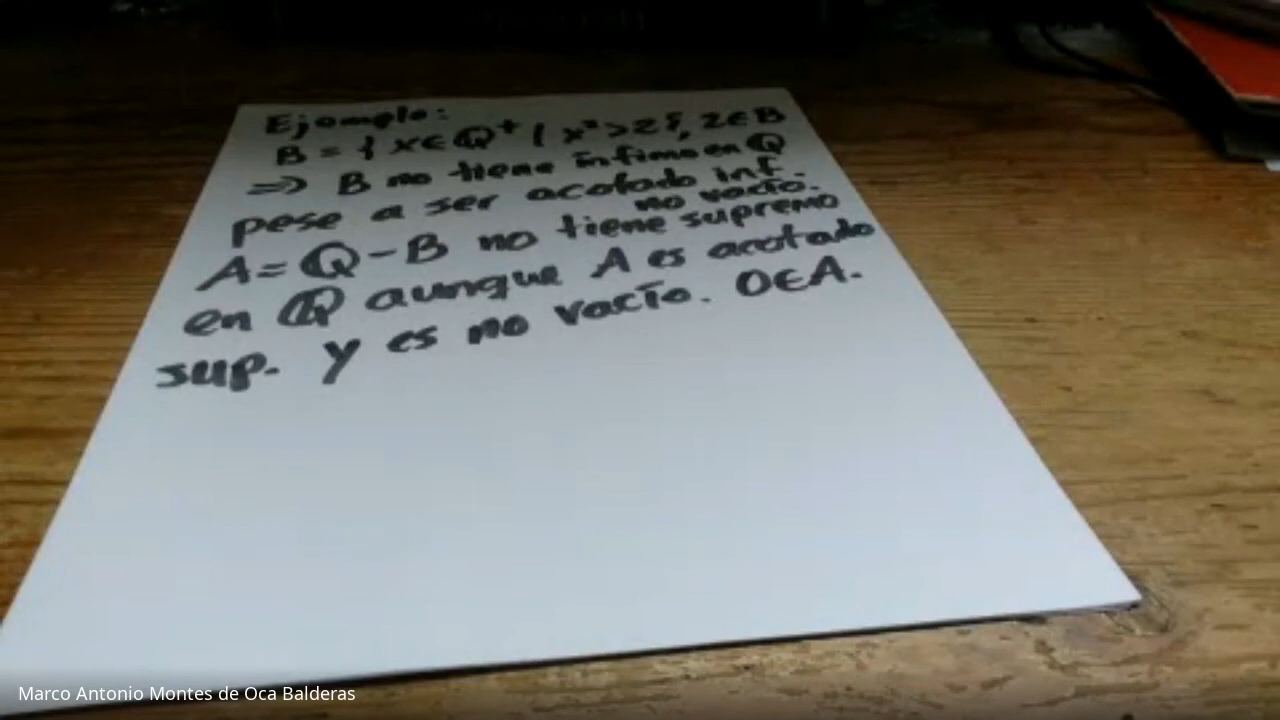 Ejemplo:
B = { x ∈ Q⁺ | x² > 2 }, 2 ∈ B
=> B no tiene ínfimo en Q
pese a ser acotado inf.
no vacío.
A = Q - B no tiene supremo
en Q aunque A es acotado
sup. Y es no vacío. 0 ∈ A.
Marco Antonio Montes de Oca Balderas